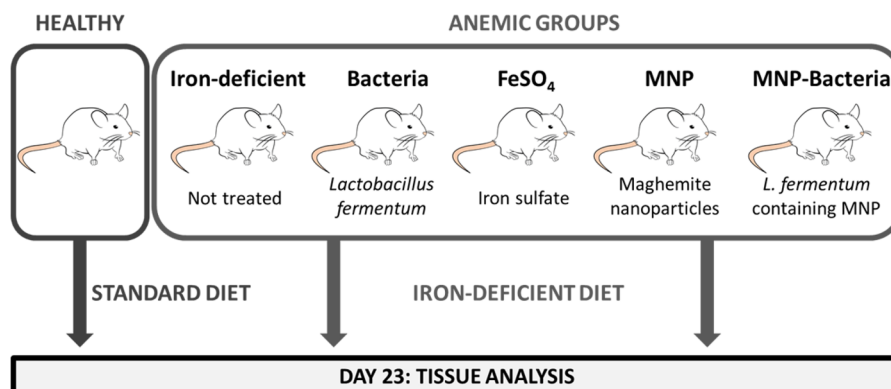 HEALTHY
ANEMIC GROUPS
Iron-deficient
Bacteria
FeSO₄
MNP
MNP-Bacteria
Not treated
Lactobacillus
fermentum
Iron sulfate
Maghemite
nanoparticles
L. fermentum
containing MNP
STANDARD DIET
IRON-DEFICIENT DIET
DAY 23: TISSUE ANALYSIS